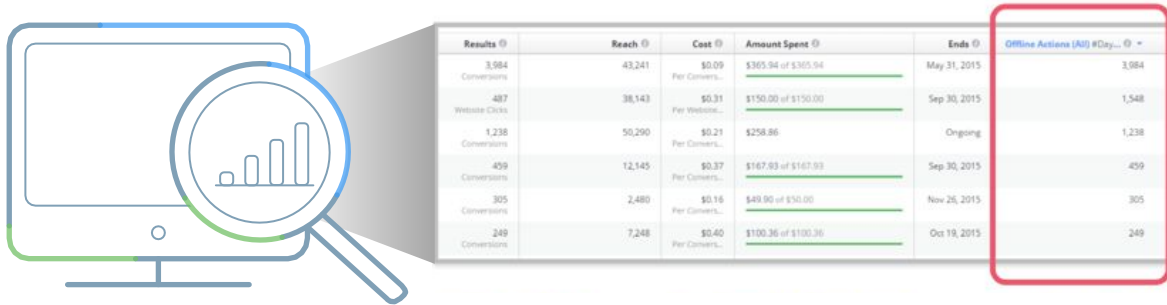 Results Reach Cost Amount Spent Ends Offline Actions (All) #Day...
3,984 43,241 $0.09 $365.94 of $365.94 May 31, 2015 3,984
Conversions Per Convers...
487 38,143 $0.31 $150.00 of $150.00 Sep 30, 2015 1,548
Website Clicks Per Website...
1,238 50,290 $0.21 $258.86 Ongoing 1,238
Conversions Per Convers...
459 12,145 $0.37 $167.93 of $167.93 Sep 30, 2015 459
Conversions Per Convers...
305 2,480 $0.16 $49.90 of $50.00 Nov 26, 2015 305
Conversions Per Convers...
249 7,248 $0.40 $100.36 of $100.36 Oct 19, 2015 249
Conversions Per Convers...